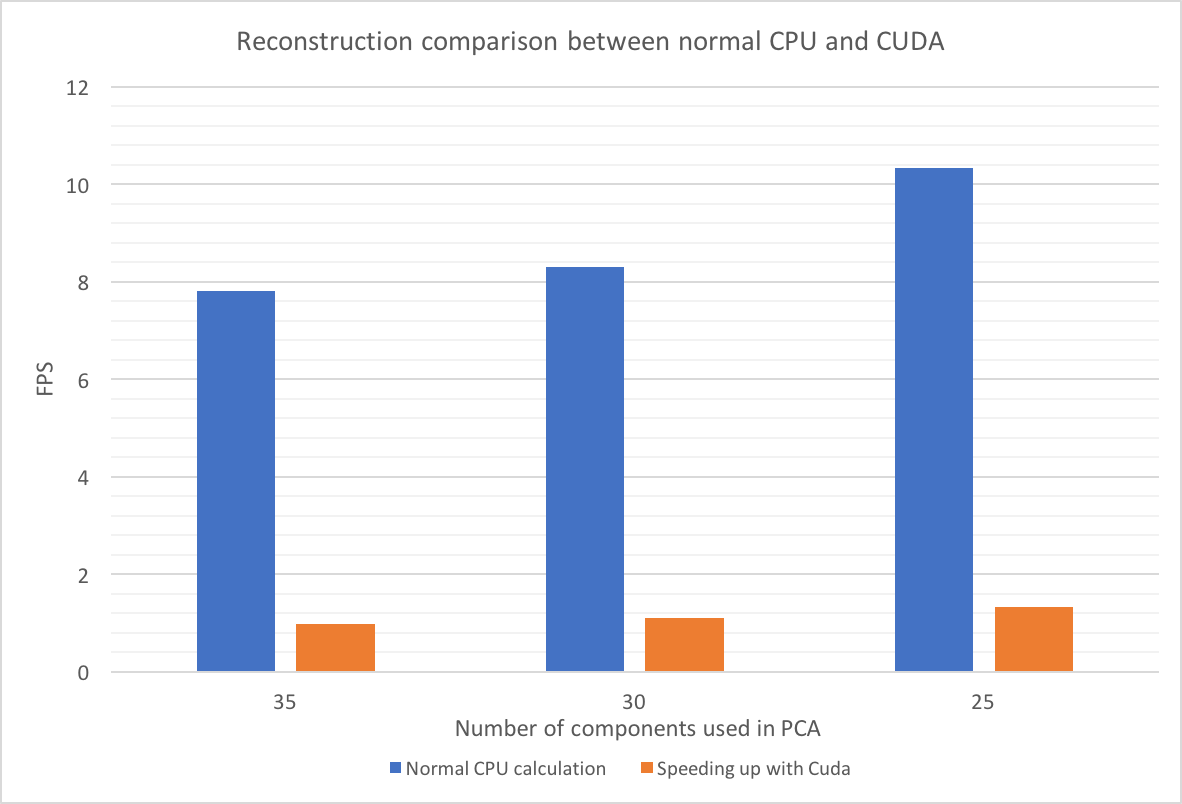 Reconstruction comparison between normal CPU and CUDA
12
10
8
6
4
2
0
FPS
35 30 25
Number of components used in PCA
Normal CPU calculation Speeding up with Cuda